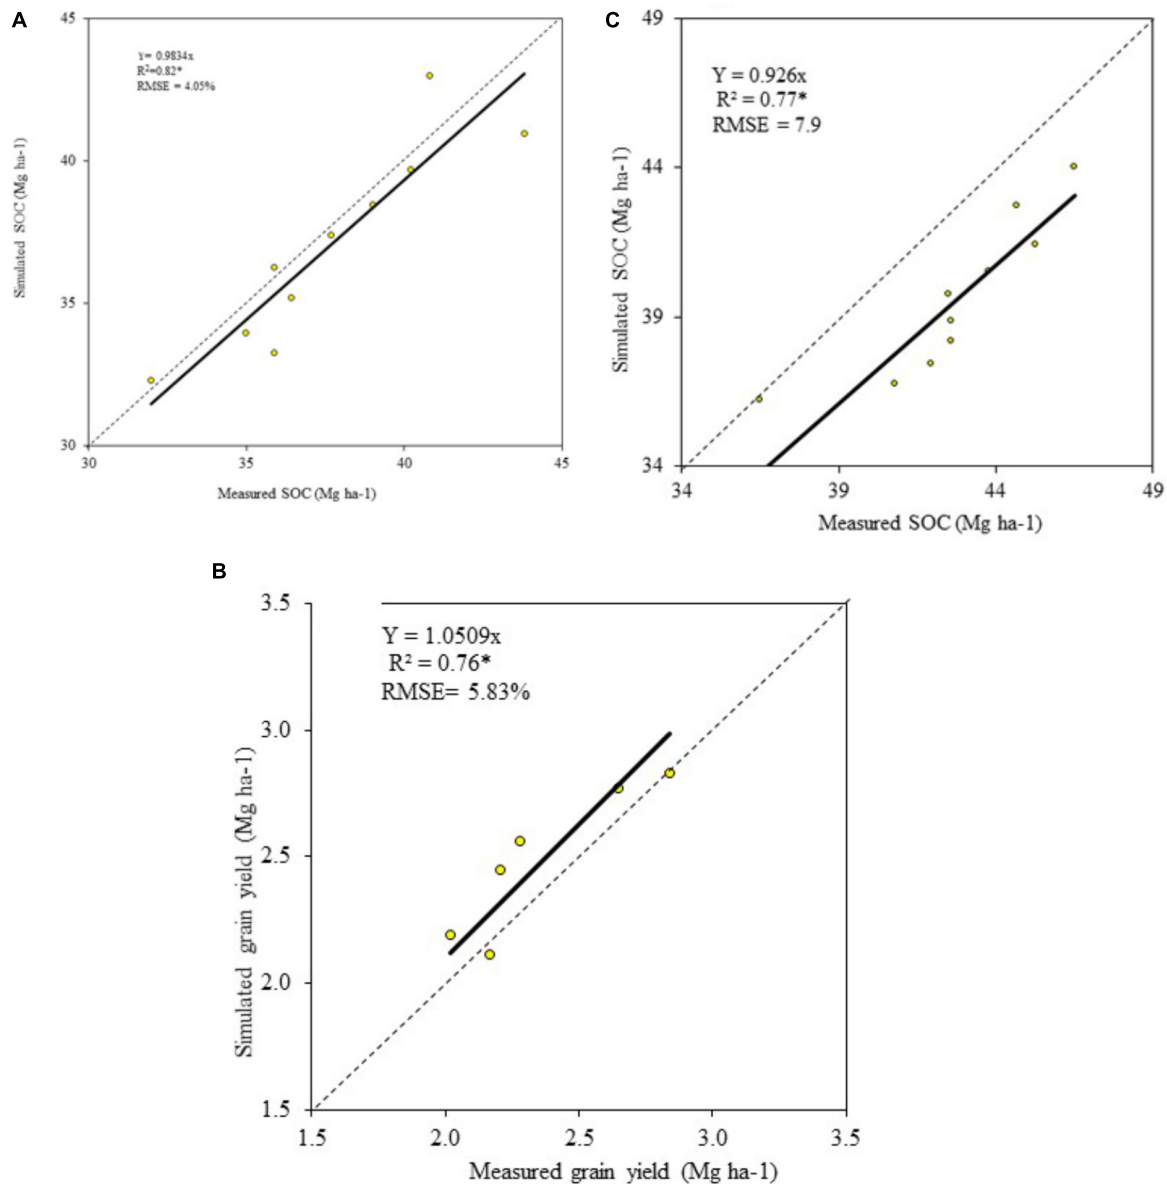 A
45
40
35
30
30 35 40 45
Y= 0.9834x
R²=0.82*
RMSE = 4.05%
Simulated SOC (Mg ha-1)
Measured SOC (Mg ha-1)
C
49
44
39
34
34 39 44 49
Y = 0.926x
R² = 0.77*
RMSE = 7.9
Simulated SOC (Mg ha-1)
Measured SOC (Mg ha-1)
B
3.5
3.0
2.5
2.0
1.5
1.5 2.0 2.5 3.0 3.5
Y = 1.0509x
R² = 0.76*
RMSE= 5.83%
Simulated grain yield (Mg ha-1)
Measured grain yield (Mg ha-1)